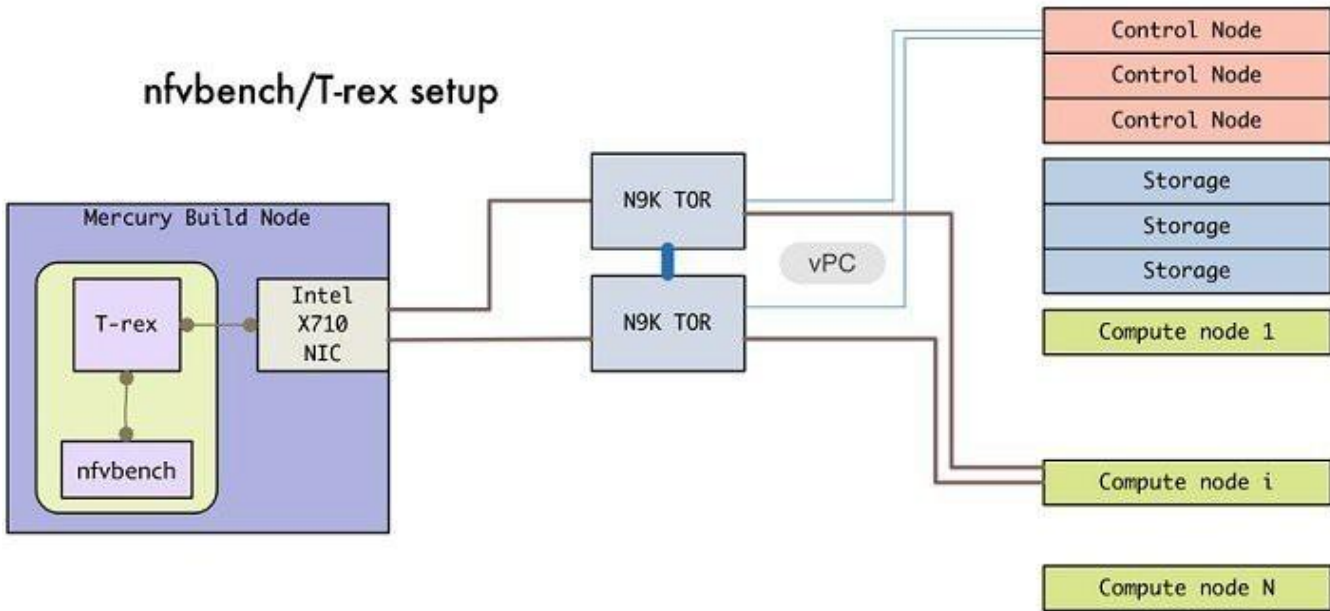 nfvbench/T-rex setup
Mercury Build Node
T-rex
nfvbench
Intel
X710
NIC
N9K TOR
N9K TOR
vPC
Control Node
Control Node
Control Node
Storage
Storage
Storage
Compute node 1
Compute node i
Compute node N